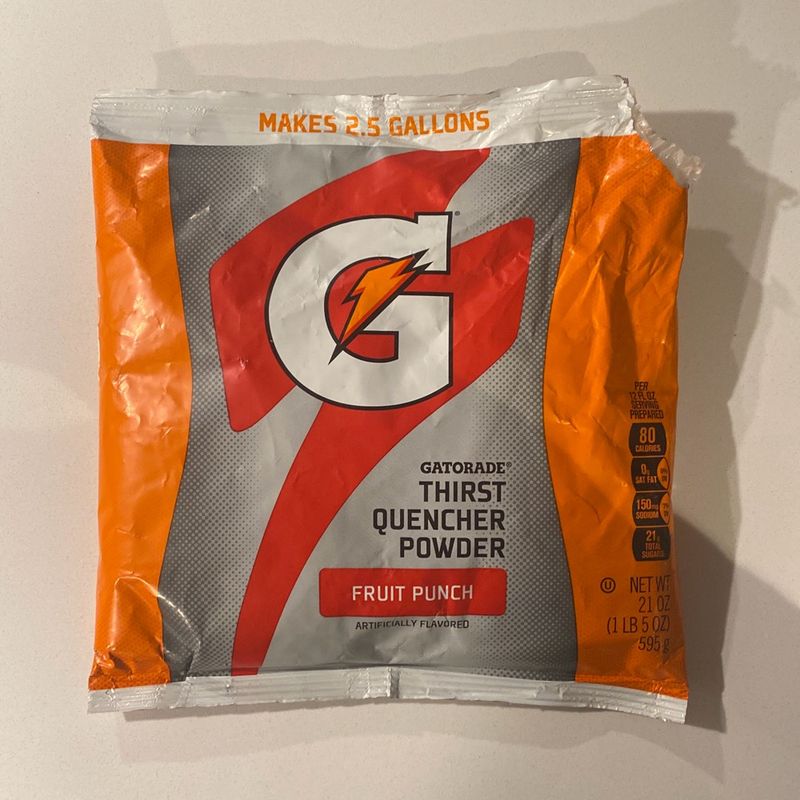 MAKES 2.5 GALLONS
G
GATORADE®
THIRST
QUENCHER
POWDER
FRUIT PUNCH
ARTIFICIALLY FLAVORED
PER
12 FL OZ
SERVING
PREPARED
80
CALORIES
0g
SAT FAT
150mg
SODIUM
21g
TOTAL
SUGARS
U
NET WT
21 OZ
(1 LB 5 OZ)
595 g